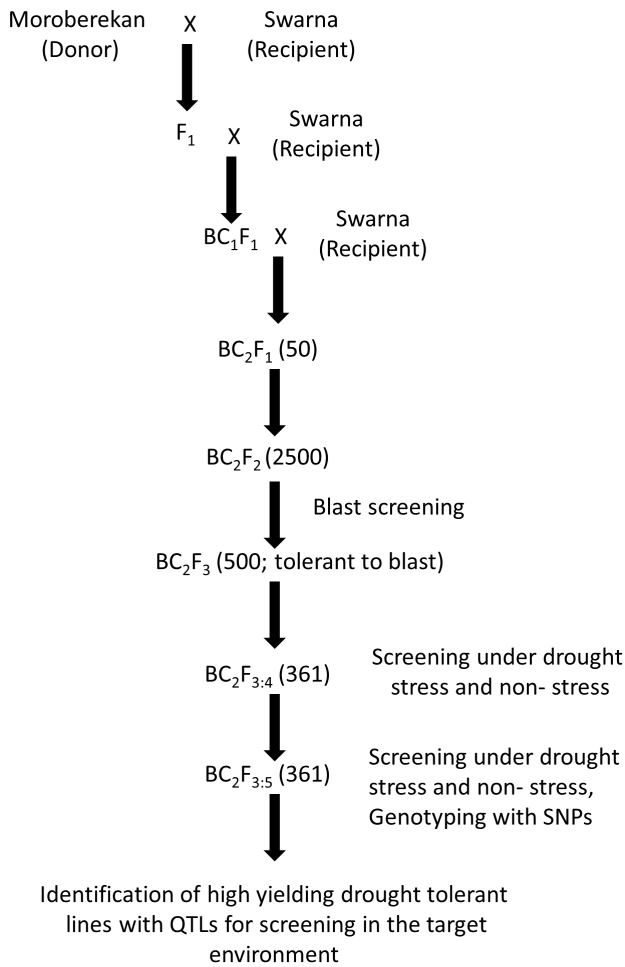 Moroberekan X Swarna
(Donor) (Recipient)
F₁ X Swarna
(Recipient)
BC₁F₁ X Swarna
(Recipient)
BC₂F₁ (50)
BC₂F₂ (2500)
Blast screening
BC₂F₃ (500; tolerant to blast)
BC₂F₃:₄ (361)
Screening under drought
stress and non- stress
BC₂F₃:₅ (361)
Screening under drought
stress and non- stress,
Genotyping with SNPs
Identification of high yielding drought tolerant
lines with QTLs for screening in the target
environment